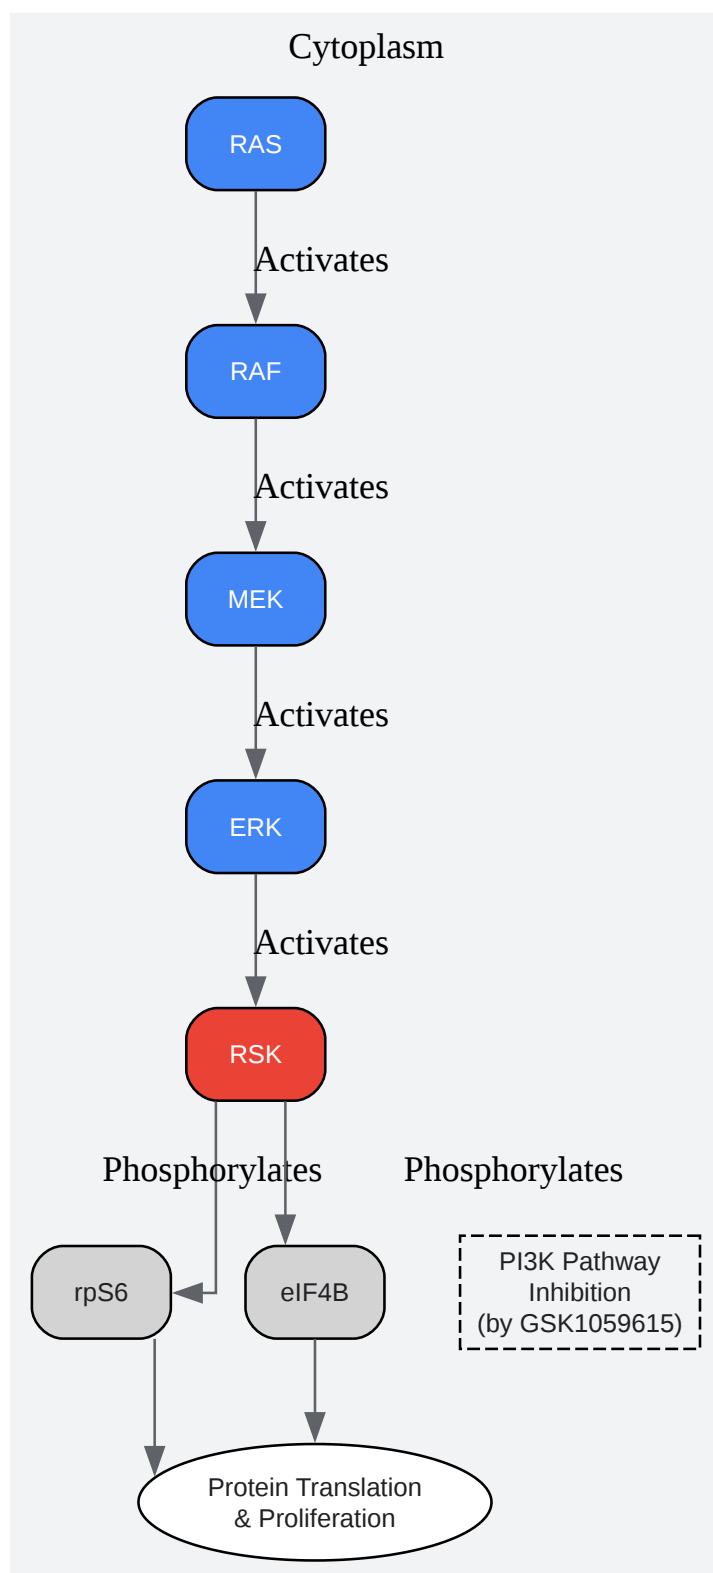 Cytoplasm
RAS
Activates
RAF
Activates
MEK
Activates
ERK
Activates
RSK
Phosphorylates
Phosphorylates
rpS6
eIF4B
PI3K Pathway
Inhibition
(by GSK1059615)
Protein Translation
& Proliferation